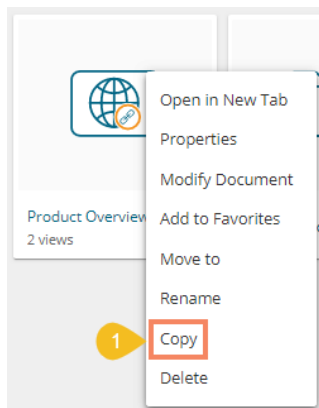 Open in New Tab
Properties
Modify Document
Product Overview
Add to Favorites
2 views
Move to
Rename
1
Copy
Delete